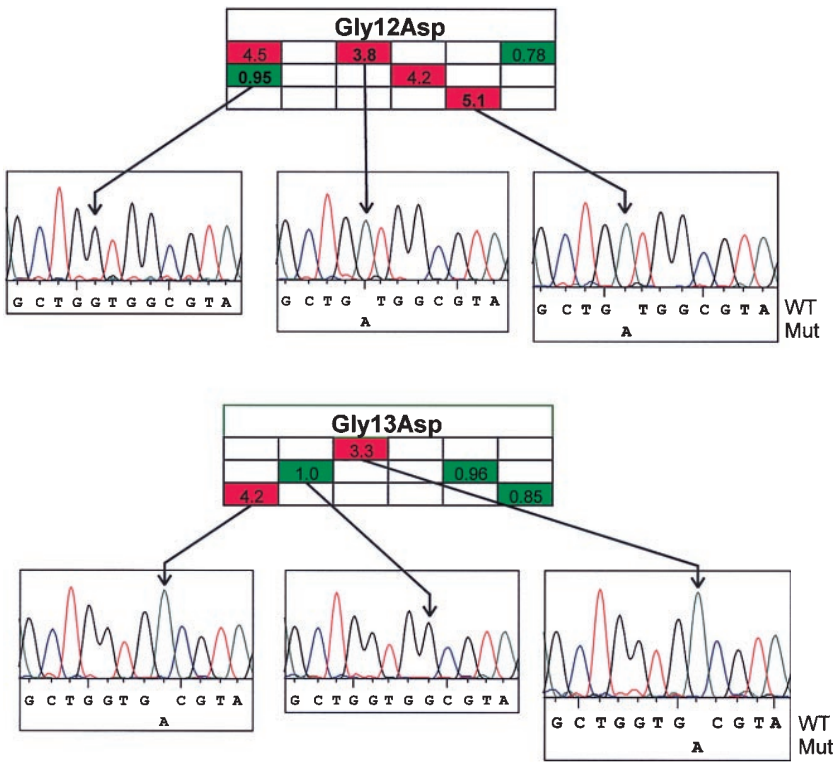 Gly12Asp
4.5 3.8 0.78
0.95 4.2
5.1
G C T G G T G G C G T A
G C T G T G G C G T A
A
G C T G T G G C G T A WT
A Mut
Gly13Asp
3.3
1.0 0.96
4.2 0.85
G C T G G T G C G T A
A
G C T G G T G G C G T A
G C T G G T G C G T A WT
A Mut